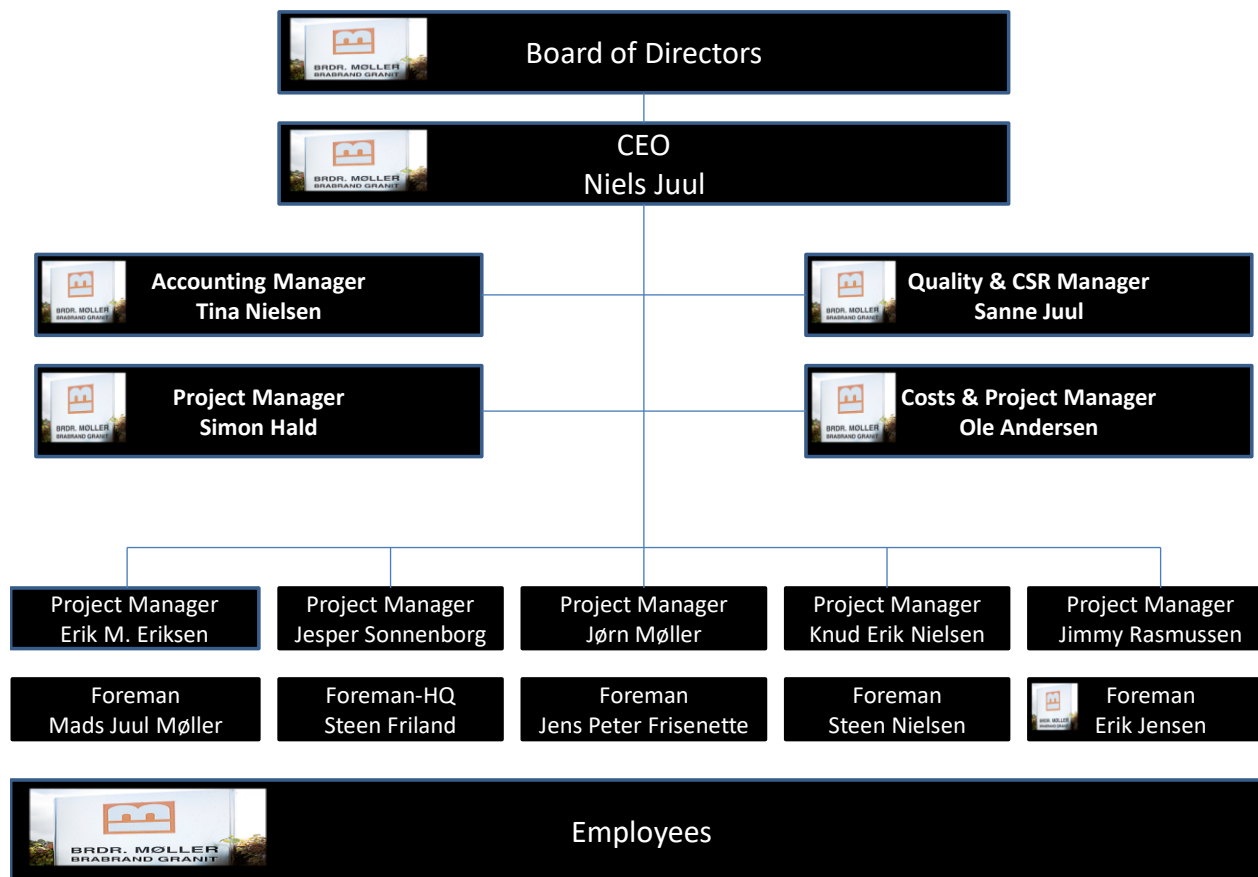 BRDR. MØLLER
BRABRAND GRANIT
Board of Directors
BRDR. MØLLER
BRABRAND GRANIT
CEO
Niels Juul
BRDR. MØLLER
BRABRAND GRANIT
Accounting Manager
Tina Nielsen
BRDR. MØLLER
BRABRAND GRANIT
Quality & CSR Manager
Sanne Juul
BRDR. MØLLER
BRABRAND GRANIT
Project Manager
Simon Hald
BRDR. MØLLER
BRABRAND GRANIT
Costs & Project Manager
Ole Andersen
Project Manager
Erik M. Eriksen
Project Manager
Jesper Sonnenborg
Project Manager
Jørn Møller
Project Manager
Knud Erik Nielsen
Project Manager
Jimmy Rasmussen
Foreman
Mads Juul Møller
Foreman-HQ
Steen Friland
Foreman
Jens Peter Frisenette
Foreman
Steen Nielsen
BRDR. MØLLER
BRABRAND GRANIT
Foreman
Erik Jensen
BRDR. MØLLER
BRABRAND GRANIT
Employees